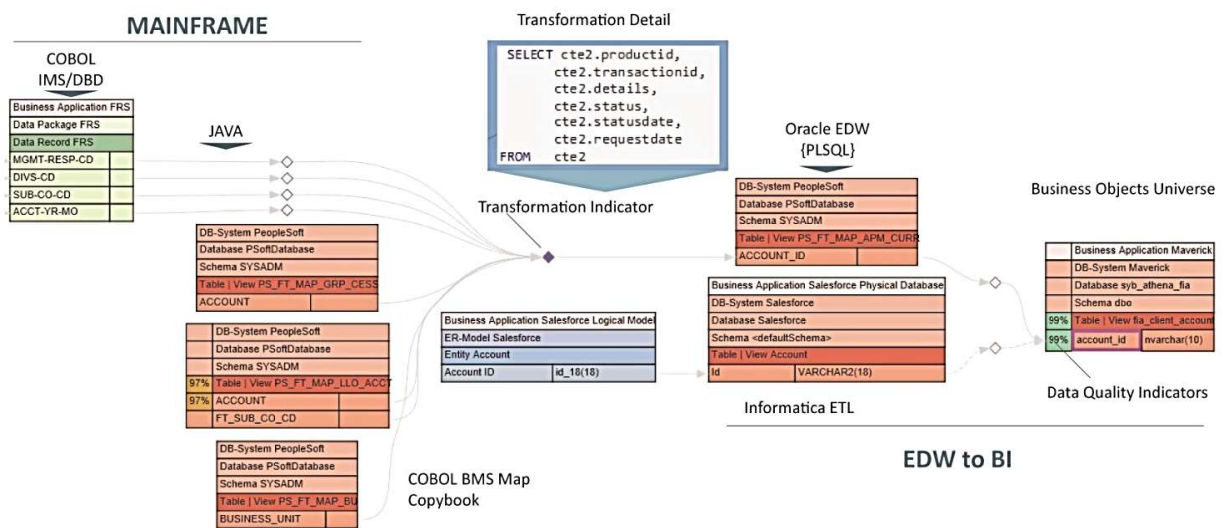 MAINFRAME
COBOL
IMS/DBD
Business Application FRS
Data Package FRS
Data Record FRS
MGMT-RESP-CD
DIVS-CD
SUB-CO-CD
ACCT-YR-MO
JAVA
DB-System PeopleSoft
Database PSoftDatabase
Schema SYSADM
Table | View PS_FT_MAP_GRP_CESS
ACCOUNT
DB-System PeopleSoft
Database PSoftDatabase
Schema SYSADM
97% Table | View PS_FT_MAP_LLO_ACCT
97% ACCOUNT
FT_SUB_CO_CD
DB-System PeopleSoft
Database PSoftDatabase
Schema SYSADM
Table | View PS_FT_MAP_BU
BUSINESS_UNIT
COBOL BMS Map
Copybook
Transformation Detail
SELECT cte2.productid,
cte2.transactionid,
cte2.details,
cte2.status,
cte2.statusdate,
cte2.requestdate
FROM cte2
Transformation Indicator
Business Application Salesforce Logical Model
ER-Model Salesforce
Entity Account
Account ID id_18(18)
Oracle EDW
{PLSQL}
DB-System PeopleSoft
Database PSoftDatabase
Schema SYSADM
Table | View PS_FT_MAP_APM_CURR
ACCOUNT_ID
Business Application Salesforce Physical Database
DB-System Salesforce
Database Salesforce
Schema <defaultSchema>
Table | View Account
Id VARCHAR2(18)
Informatica ETL
Business Objects Universe
Business Application Maverick
DB-System Maverick
Database syb_athena_fia
Schema dbo
99% Table | View fia_client_account
99% account_id nvarchar(10)
Data Quality Indicators
EDW to BI